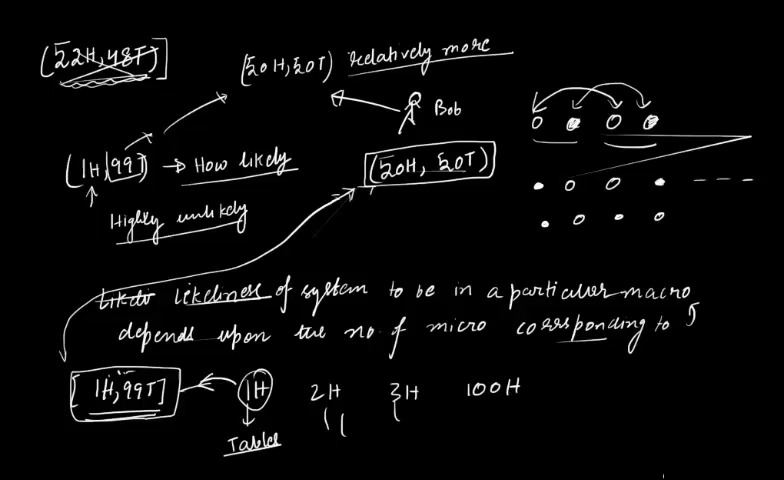 (52H, 48T)]
(50H, 50T) relatively more
Bob
(1H, 99T) → How likely
(50H, 50T)
Highly unlikely
likeliness of system to be in a particular macro
depends upon the no. of micro corresponding to
[1H, 99T]
1H 2H 3H 100H
Tables